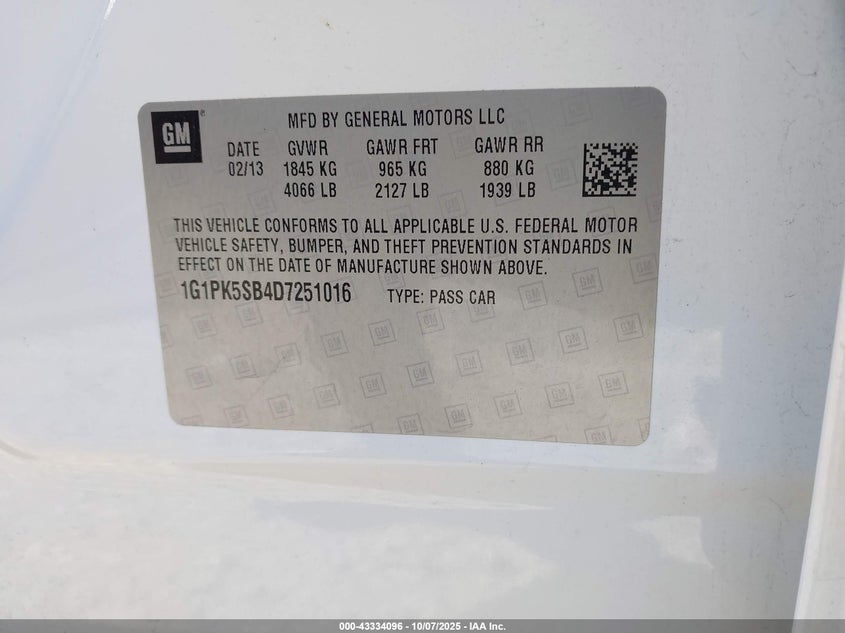 GM
MFD BY GENERAL MOTORS LLC
DATE GVWR GAWR FRT GAWR RR
02/13 1845 KG 965 KG 880 KG
4066 LB 2127 LB 1939 LB
THIS VEHICLE CONFORMS TO ALL APPLICABLE U.S. FEDERAL MOTOR
VEHICLE SAFETY, BUMPER, AND THEFT PREVENTION STANDARDS IN
EFFECT ON THE DATE OF MANUFACTURE SHOWN ABOVE.
1G1PK5SB4D7251016 TYPE: PASS CAR
000-43334096 - 10/07/2025 - IAA Inc.